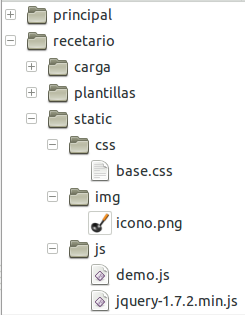 principal
recetario
carga
plantillas
static
css
base.css
img
icono.png
js
demo.js
jquery-1.7.2.min.js